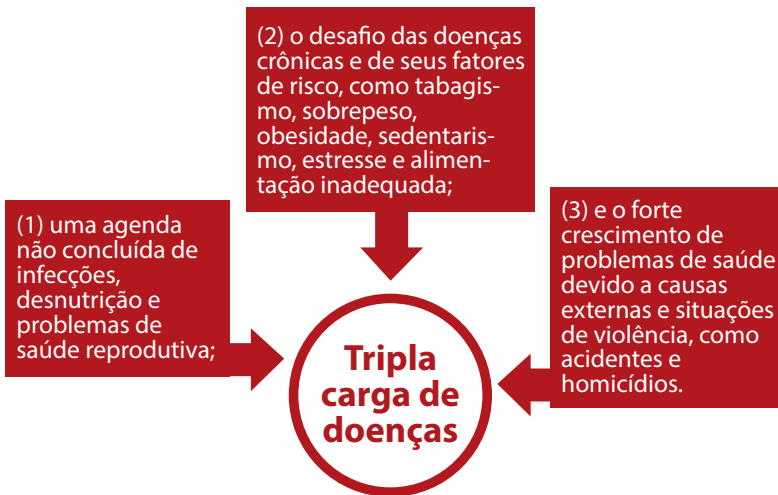 (1) uma agenda
não concluída de
infecções,
desnutrição e
problemas de
saúde reprodutiva;
(2) o desafio das doenças
crônicas e de seus fatores
de risco, como tabagis-
mo, sobrepeso,
obesidade, sedentaris-
mo, estresse e alimen-
tação inadequada;
(3) e o forte
crescimento de
problemas de saúde
devido a causas
externas e situações
de violência, como
acidentes e
homicídios.
Tripla
carga de
doenças